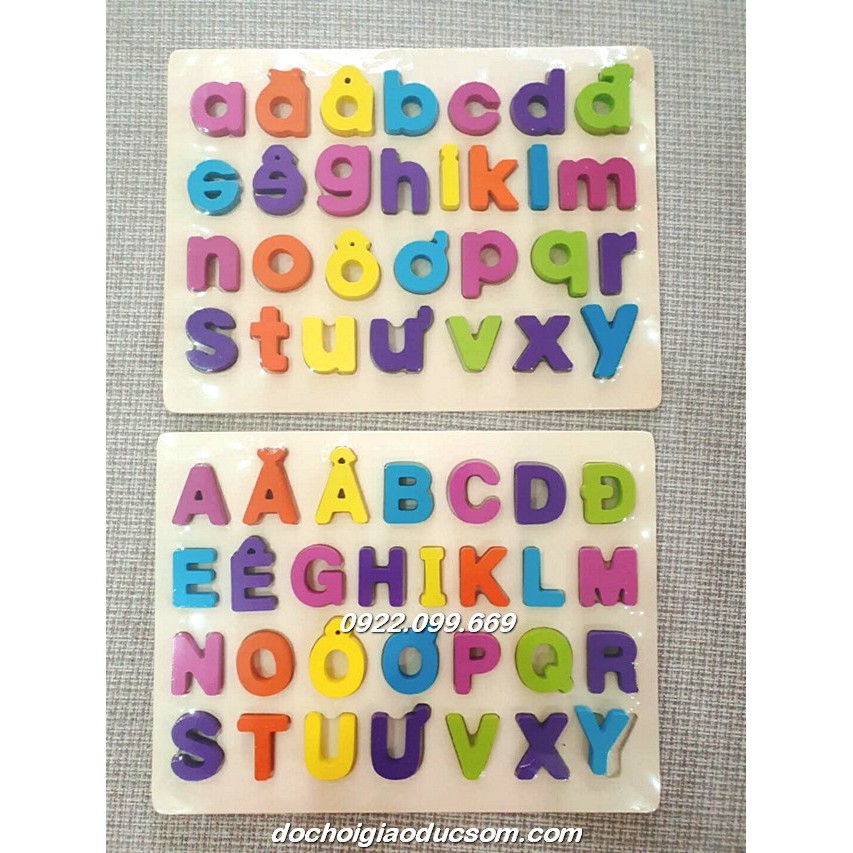 a ă â b c d đ
e ê g h i k l m
n o ô ơ p q r
s t u ư v x y
A Ă Â B C D Đ
E Ê G H I K L M
0922.099.669
N O Ô Ơ P Q R
S T U Ư V X Y
dochoigiaoducsom.com